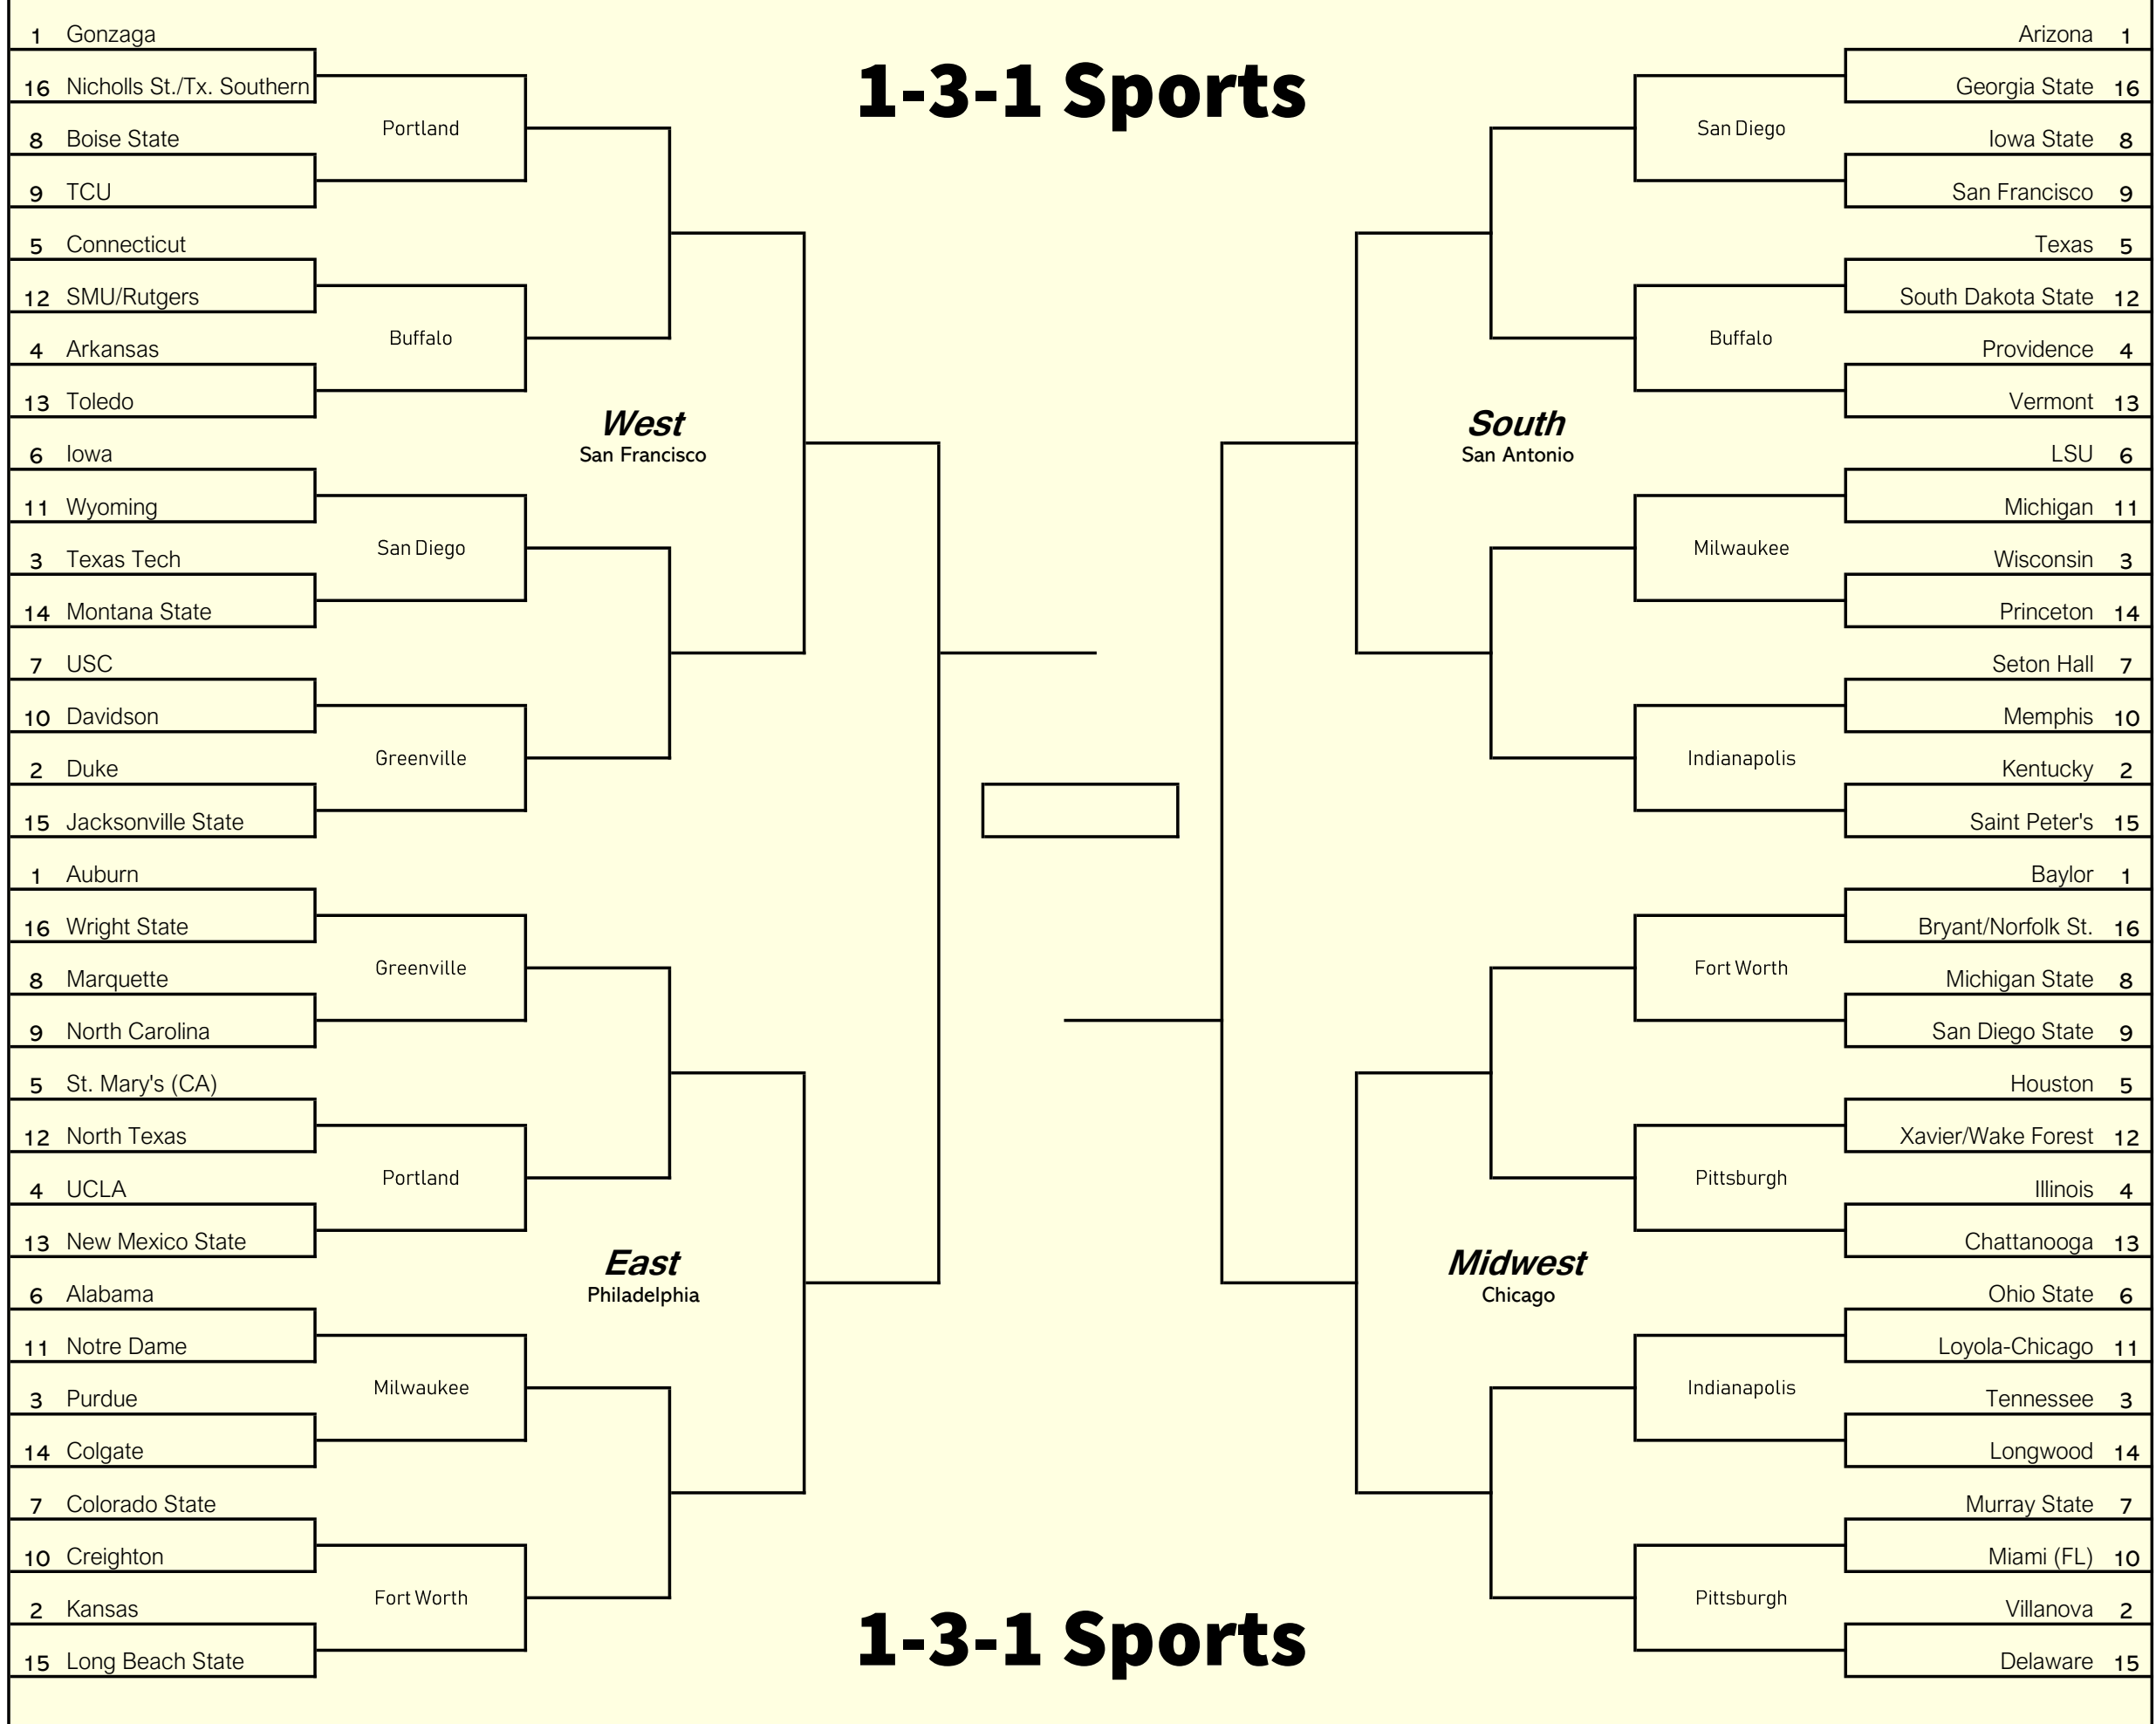 1-3-1 Sports
1 Gonzaga
16 Nicholls St./Tx. Southern
Portland
8 Boise State
9 TCU
5 Connecticut
12 SMU/Rutgers
Buffalo
4 Arkansas
13 Toledo
West
San Francisco
6 Iowa
11 Wyoming
San Diego
3 Texas Tech
14 Montana State
7 USC
10 Davidson
Greenville
2 Duke
15 Jacksonville State
1 Auburn
16 Wright State
Greenville
8 Marquette
9 North Carolina
5 St. Mary's (CA)
12 North Texas
Portland
4 UCLA
13 New Mexico State
East
Philadelphia
6 Alabama
11 Notre Dame
Milwaukee
3 Purdue
14 Colgate
7 Colorado State
10 Creighton
Fort Worth
2 Kansas
15 Long Beach State
Arizona 1
Georgia State 16
San Diego
Iowa State 8
San Francisco 9
Texas 5
South Dakota State 12
Buffalo
Providence 4
Vermont 13
South
San Antonio
LSU 6
Michigan 11
Milwaukee
Wisconsin 3
Princeton 14
Seton Hall 7
Memphis 10
Indianapolis
Kentucky 2
Saint Peter's 15
Baylor 1
Bryant/Norfolk St. 16
Fort Worth
Michigan State 8
San Diego State 9
Houston 5
Xavier/Wake Forest 12
Pittsburgh
Illinois 4
Chattanooga 13
Midwest
Chicago
Ohio State 6
Loyola-Chicago 11
Indianapolis
Tennessee 3
Longwood 14
Murray State 7
Miami (FL) 10
Pittsburgh
Villanova 2
Delaware 15
1-3-1 Sports